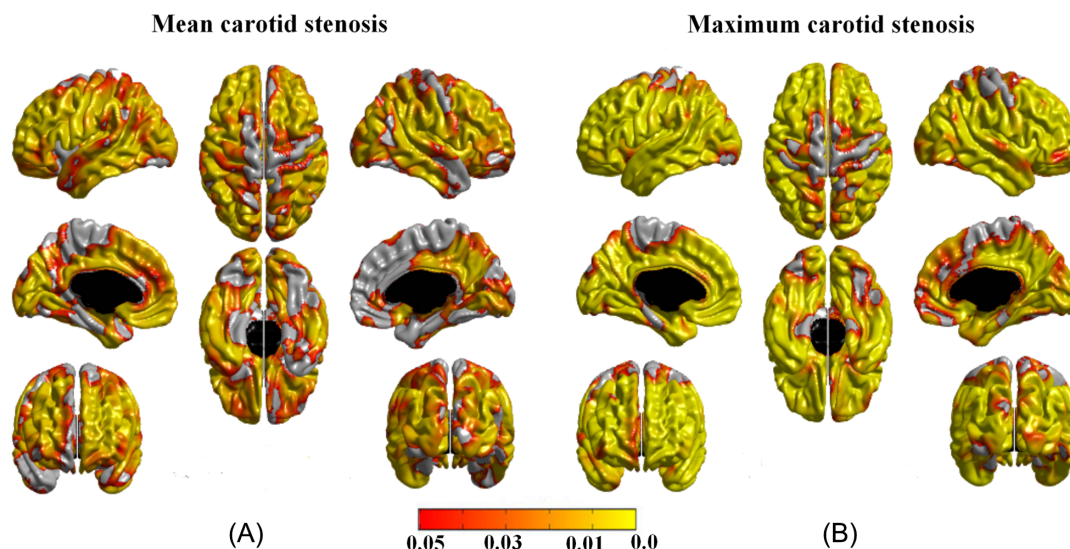 Mean carotid stenosis
Maximum carotid stenosis
(A)
(B)
0.05 0.03 0.01 0.0